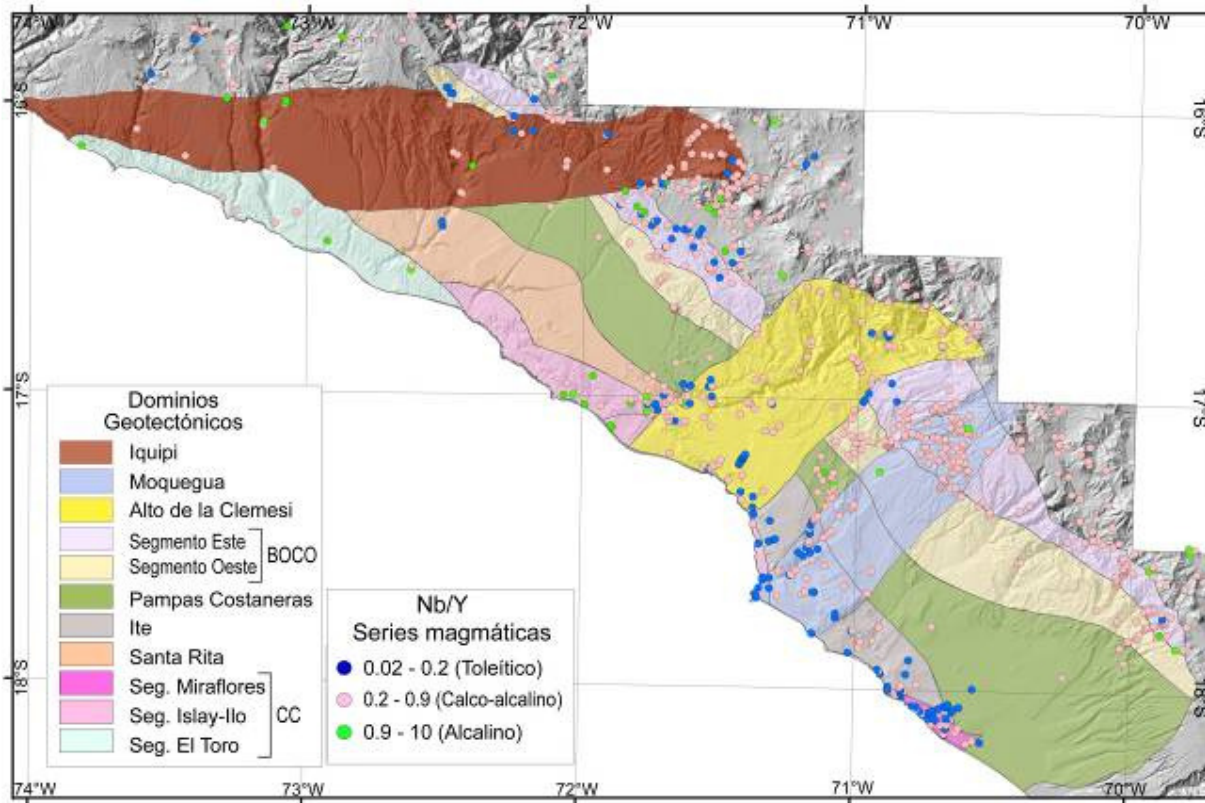 74°W
73°W
72°W
71°W
70°W
16°S
16°S
17°S
17°S
18°S
18°S
Dominios
Geotectónicos
Iquipi
Moquegua
Alto de la Clemesi
Segmento Este
Segmento Oeste
BOCO
Pampas Costaneras
Ite
Santa Rita
Seg. Miraflores
Seg. Islay-Ilo
CC
Seg. El Toro
Nb/Y
Series magmáticas
0.02 - 0.2 (Toleítico)
0.2 - 0.9 (Calco-alcalino)
0.9 - 10 (Alcalino)
74°W
73°W
72°W
71°W
70°W